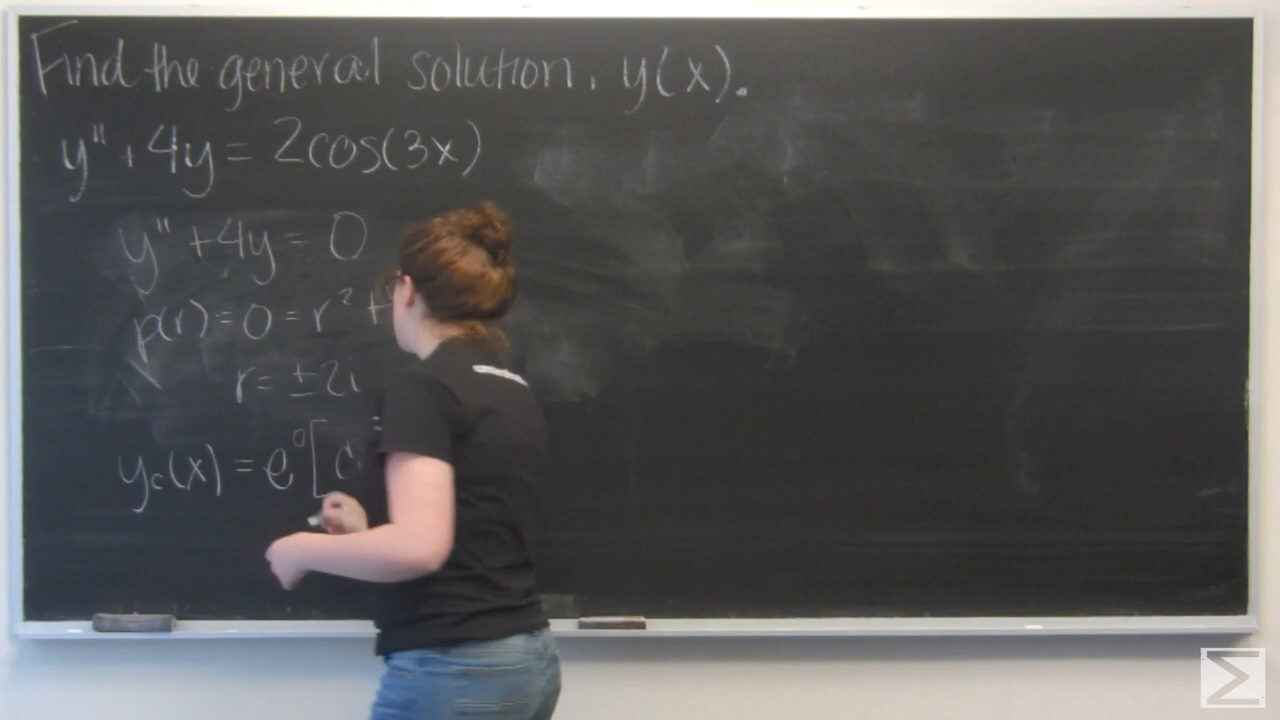 Find the general solution, y(x).
y'' + 4y = 2cos(3x)
y'' + 4y = 0
p(r) = 0 = r² +
r = ±2i
y_c(x) = e⁰[c
Σ